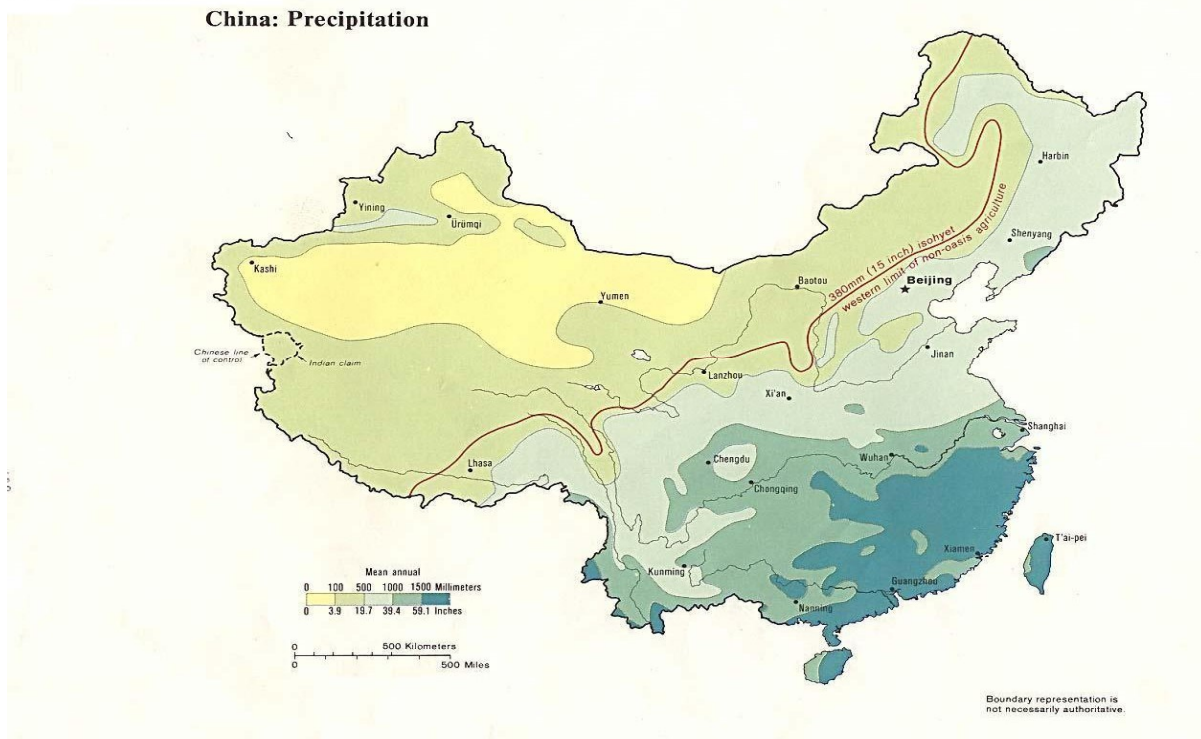 China: Precipitation
Harbin
Yining
Ürümqi
Shenyang
380mm (15 inch) isohyet
western limit of non-oasis agriculture
Kashi
Baotou
Beijing
Yumen
Chinese line
of control
Indian claim
Jinan
Lanzhou
Xi'an
Shanghai
Lhasa
Chengdu
Wuhan
Chongqing
T'ai-pei
Xiamen
Kunming
Guangzhou
Nanning
Mean annual
0 100 500 1000 1500 Millimeters
0 3.9 19.7 39.4 59.1 Inches
0 500 Kilometers
0 500 Miles
Boundary representation is
not necessarily authoritative.